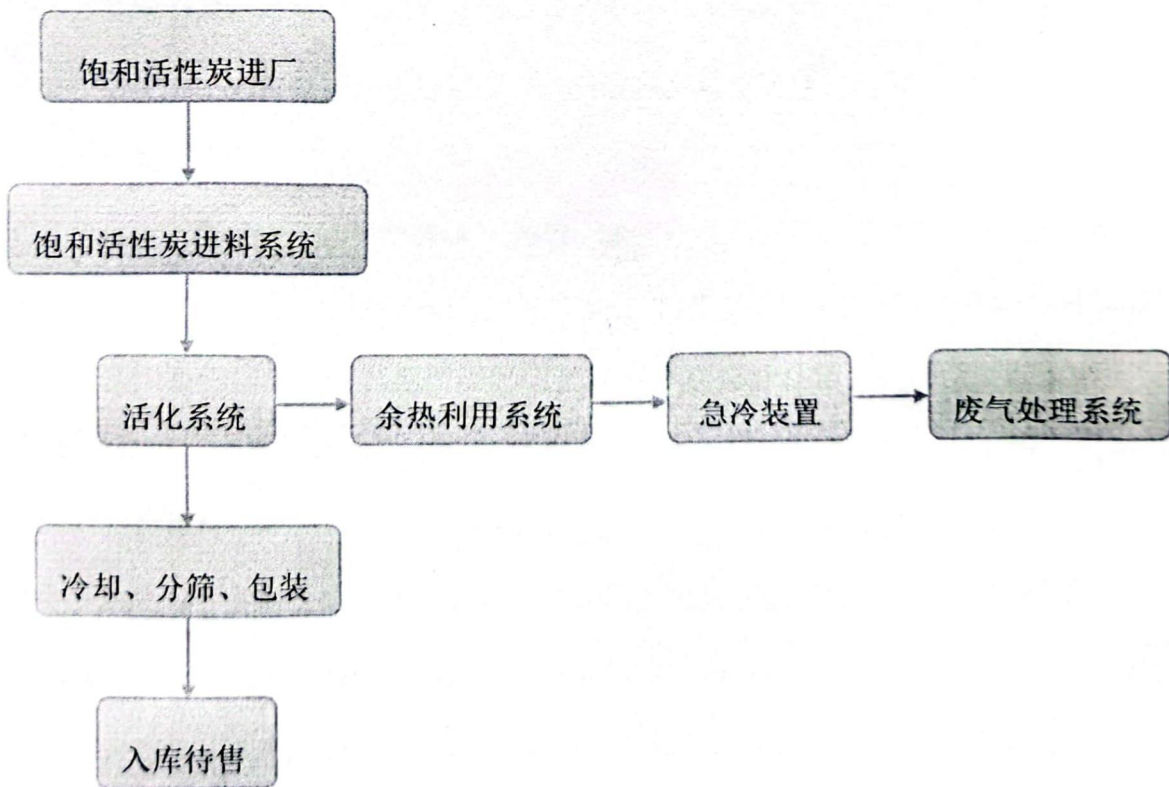 饱和活性炭进厂
饱和活性炭进料系统
活化系统
余热利用系统
急冷装置
废气处理系统
冷却、分筛、包装
入库待售